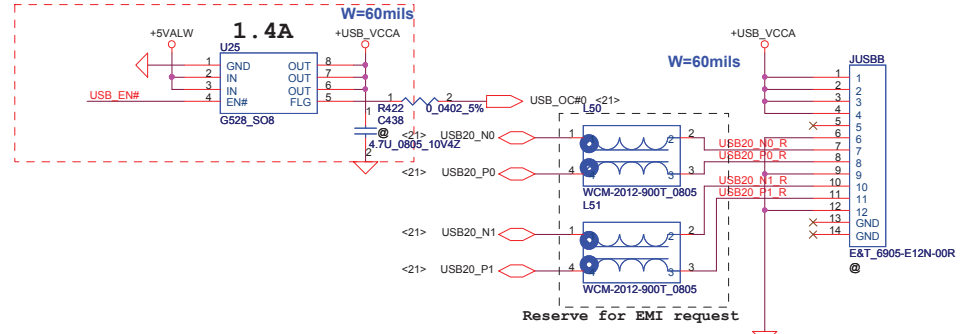 W=60mils
+5VALW
1.4A
+USB_VCCA
U25
1 GND OUT 8
2 IN OUT 7
3 IN OUT 6
4 EN# FLG 5
USB_EN#
G528_SO8
1 2
R422 0_0402_5%
USB_OC#0 <21>
1
C438
@
4.7U_0805_10V4Z
2
L50
<21> USB20_N0
1 2
<21> USB20_P0
4 3
WCM-2012-900T_0805
L51
<21> USB20_N1
1 2
<21> USB20_P1
4 3
WCM-2012-900T_0805
Reserve for EMI request
+USB_VCCA
W=60mils
JUSBB
1 1
2 2
3 3
4 4
5 5
6 6
USB20_N0_R 7 7
USB20_P0_R 8 8
9 9
USB20_N1_R 10 10
USB20_P1_R 11 11
12 12
13 GND
14 GND
E&T_6905-E12N-00R
@